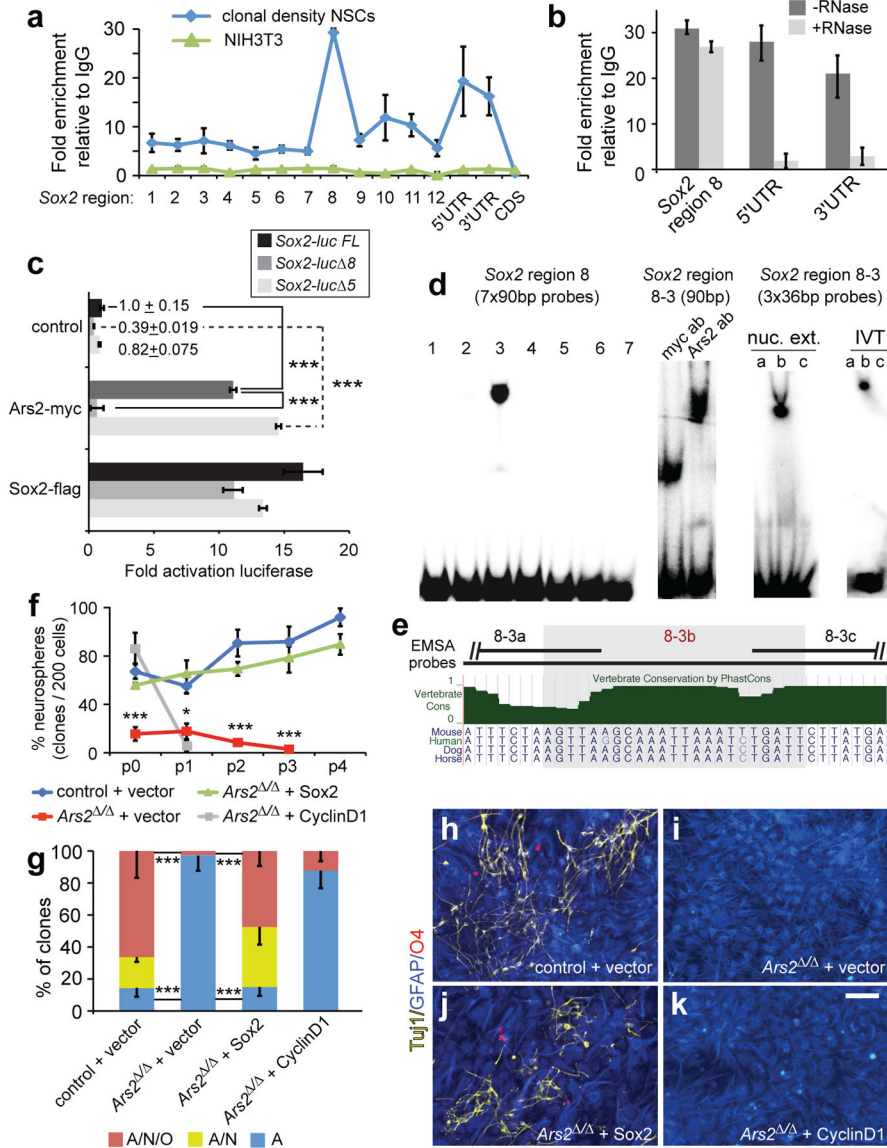 a
clonal density NSCs
NIH3T3
Fold enrichment
relative to IgG
30
20
10
5
0
Sox2 region:
1 2 3 4 5 6 7 8 9 10 11 12 5'UTR 3'UTR CDS
b
-RNase
+RNase
Fold enrichment
relative to IgG
30
20
10
0
Sox2
region 8
5'UTR
3'UTR
c
Sox2-luc FL
Sox2-lucΔ8
Sox2-lucΔ5
control
1.0 ± 0.15
0.39±0.019
0.82±0.075
***
***
***
Ars2-myc
Sox2-flag
0 5 10 15 20
Fold activation luciferase
d
Sox2 region 8
(7x90bp probes)
1 2 3 4 5 6 7
Sox2 region
8-3 (90bp)
myc ab
Ars2 ab
Sox2 region 8-3
(3x36bp probes)
nuc. ext.
a b c
IVT
a b c
e
EMSA
probes
8-3a
8-3b
8-3c
Vertebrate Conservation by PhastCons
1
Vertebrate
Cons
0
Mouse A T T T C T A A G T T A A G C A A A T T A A A T T T G A T T C T T A T G A
Human A T T T C T A A G T T A G G C A A A T T A A A T C T G A T T C T T A T G A
Dog A T T T C T A A G T T A A G C A A A T T A A A T T T G A T T C T T A T G A
Horse A T T T C T A A G T T A A G C A A A T T A A A T C T G A T T C T T A T G A
f
% neurospheres
(clones / 200 cells)
80
60
20
0
***
*
***
***
p0 p1 p2 p3 p4
control + vector
Ars2Δ/Δ + Sox2
Ars2Δ/Δ + vector
Ars2Δ/Δ + CyclinD1
g
% of clones
100
80
60
40
20
0
***
***
***
***
control + vector
Ars2Δ/Δ + vector
Ars2Δ/Δ + Sox2
Ars2Δ/Δ + CyclinD1
A/N/O
A/N
A
Tuj1/GFAP/O4
h
control + vector
i
Ars2Δ/Δ + vector
j
Ars2Δ/Δ + Sox2
k
Ars2Δ/Δ + CyclinD1